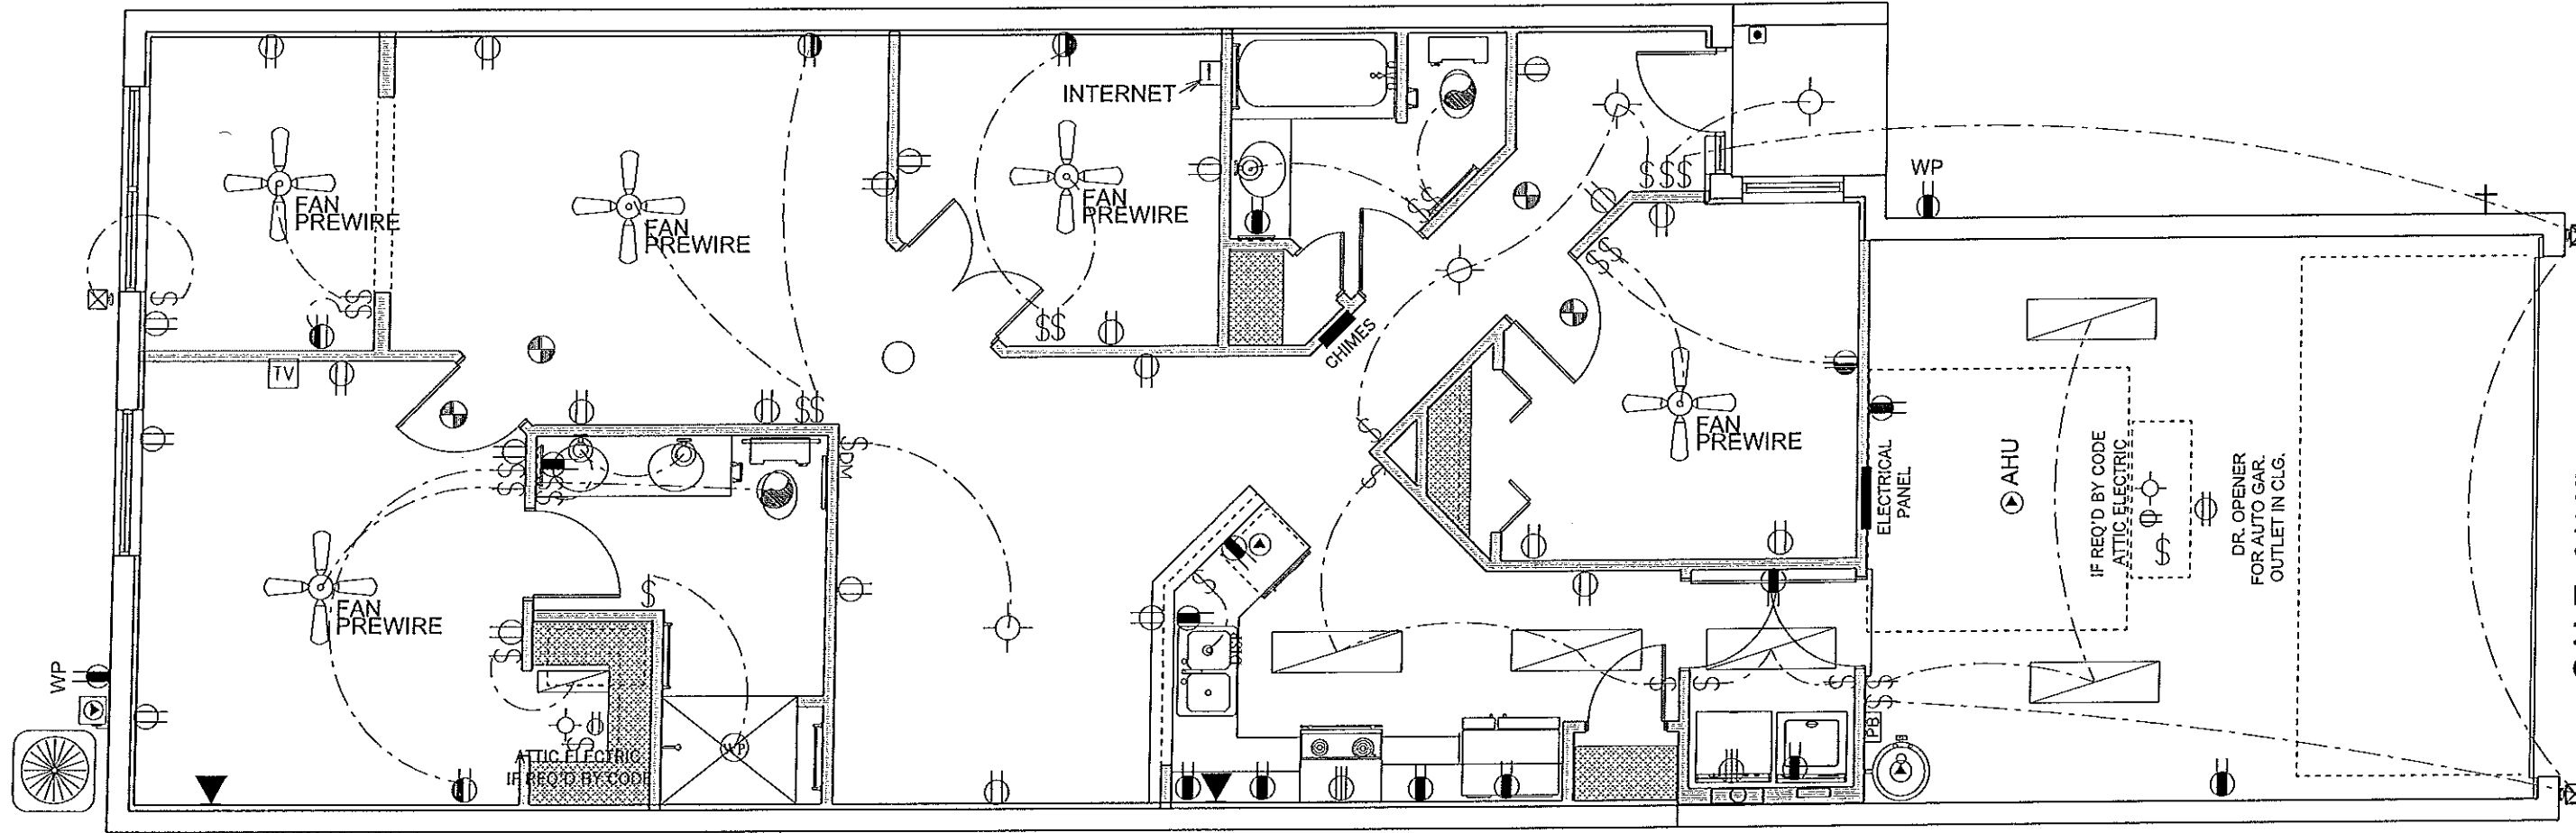 INTERNET
WP
FAN
PREWIRE
FAN
PREWIRE
FAN
PREWIRE
$
$$
$$
$$
$$$
$$
CHIMES
TV
$$
$DM
FAN
PREWIRE
$
$
ELECTRICAL
PANEL
AHU
IF REQ'D BY CODE
ATTIC ELECTRIC
$
DR. OPENER
FOR AUTO GAR.
OUTLET IN CLG.
$$
$$
FAN
PREWIRE
$
$
DISP
WP
$
$
$
$
$
$$
PB
$
ATTIC ELECTRIC
IF REQ'D BY CODE
WP